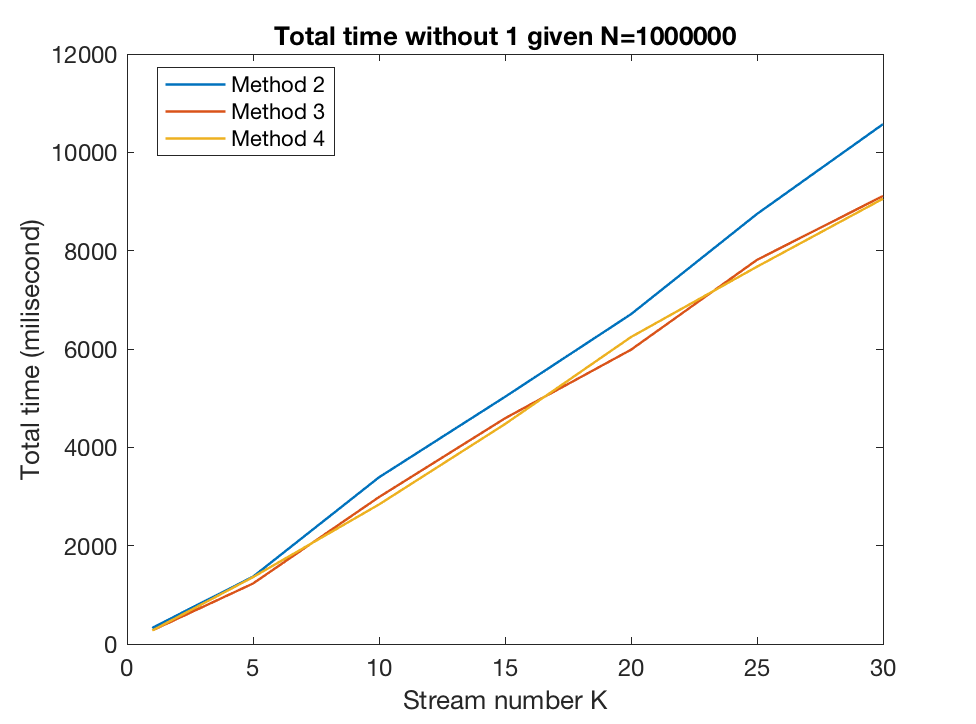 Total time without 1 given N=1000000
12000
10000
8000
6000
4000
2000
0
Total time (milisecond)
Method 2
Method 3
Method 4
0 5 10 15 20 25 30
Stream number K